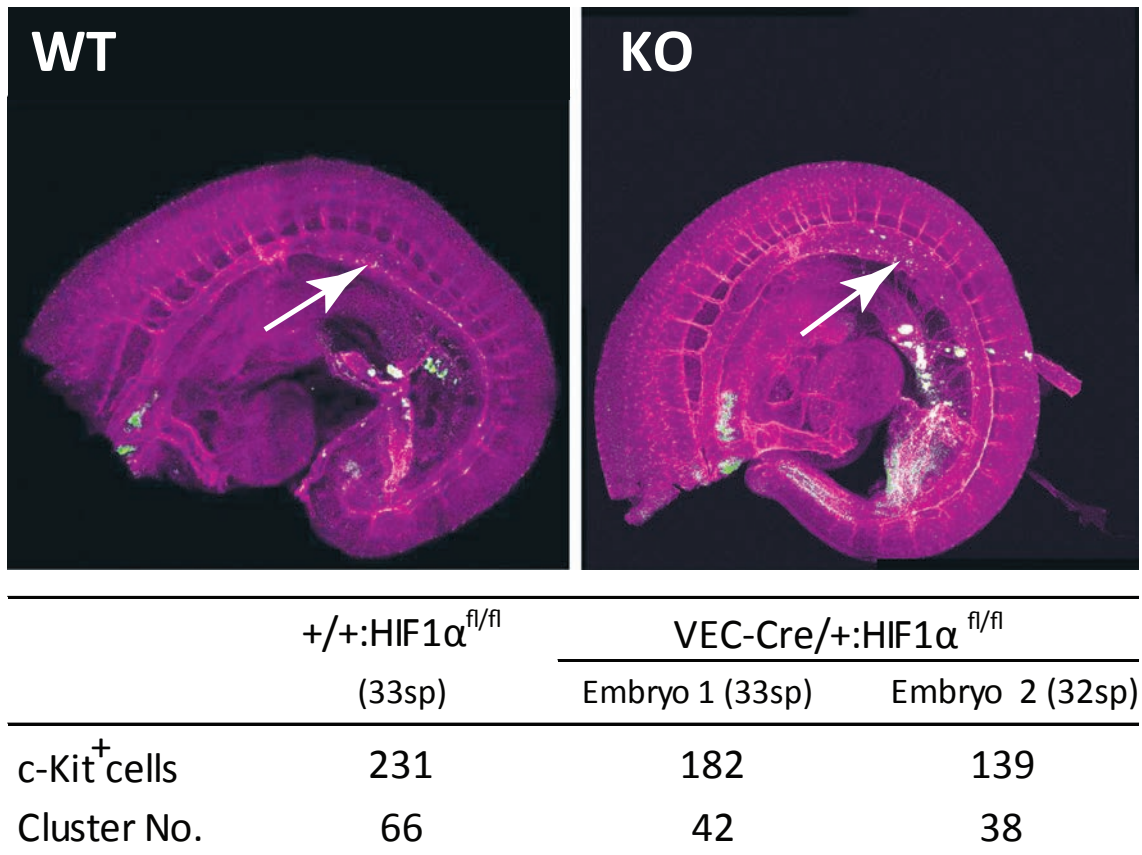 WT KO
+/+:HIF1α fl/fl VEC-Cre/+:HIF1α fl/fl
(33sp) Embryo 1 (33sp) Embryo 2 (32sp)
c-Kit+cells 231 182 139
Cluster No. 66 42 38